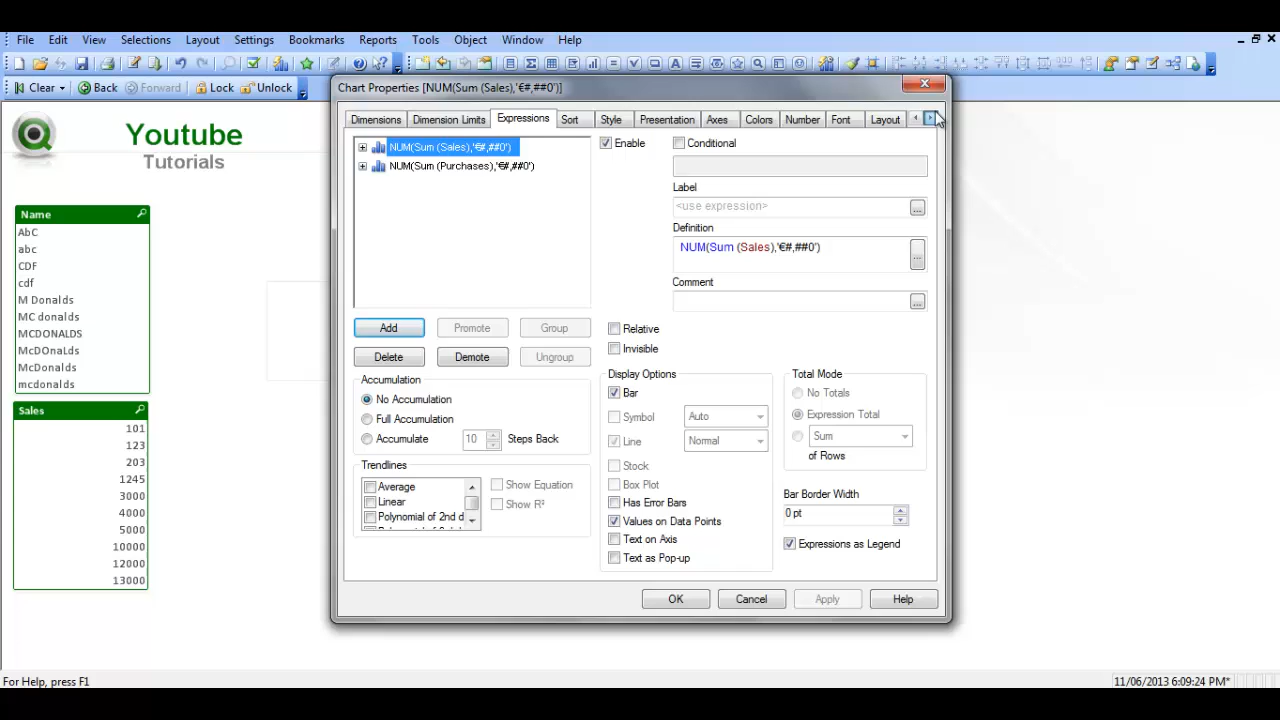 File Edit View Selections Layout Settings Bookmarks Reports Tools Object Window Help
Clear Back Forward Lock Unlock
Youtube
Tutorials
Name
AbC
abc
CDF
cdf
M Donalds
MC donalds
MCDONALDS
McDOnaLds
McDonalds
mcdonalds
Sales
101
123
203
1245
3000
4000
5000
10000
12000
13000
Chart Properties [NUM(Sum (Sales),'€#,##0')]
Dimensions Dimension Limits Expressions Sort Style Presentation Axes Colors Number Font Layout
NUM(Sum (Sales),'€#,##0')
NUM(Sum (Purchases),'€#,##0')
Enable
Conditional
Label
<use expression>
...
Definition
NUM(Sum (Sales),'€#,##0')
...
Comment
...
Add Promote Group
Delete Demote Ungroup
Relative
Invisible
Accumulation
No Accumulation
Full Accumulation
Accumulate 10 Steps Back
Trendlines
Average
Linear
Polynomial of 2nd d
Show Equation
Show R²
Display Options
Bar
Symbol Auto
Line Normal
Stock
Box Plot
Has Error Bars
Values on Data Points
Text on Axis
Text as Pop-up
Total Mode
No Totals
Expression Total
Sum
of Rows
Bar Border Width
0 pt
Expressions as Legend
OK Cancel Apply Help
For Help, press F1
11/06/2013 6:09:24 PM*